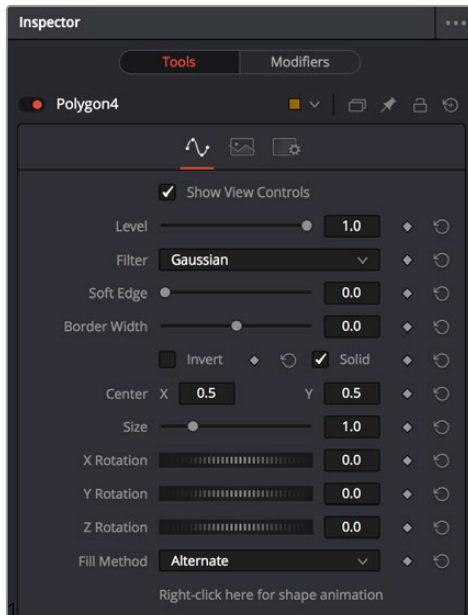 Inspector
Tools Modifiers
Polygon4
Show View Controls
Level 1.0
Filter Gaussian
Soft Edge 0.0
Border Width 0.0
Invert Solid
Center X 0.5 Y 0.5
Size 1.0
X Rotation 0.0
Y Rotation 0.0
Z Rotation 0.0
Fill Method Alternate
Right-click here for shape animation